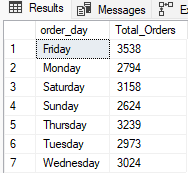 Results Messages Ex
order_day Total_Orders
1 Friday 3538
2 Monday 2794
3 Saturday 3158
4 Sunday 2624
5 Thursday 3239
6 Tuesday 2973
7 Wednesday 3024